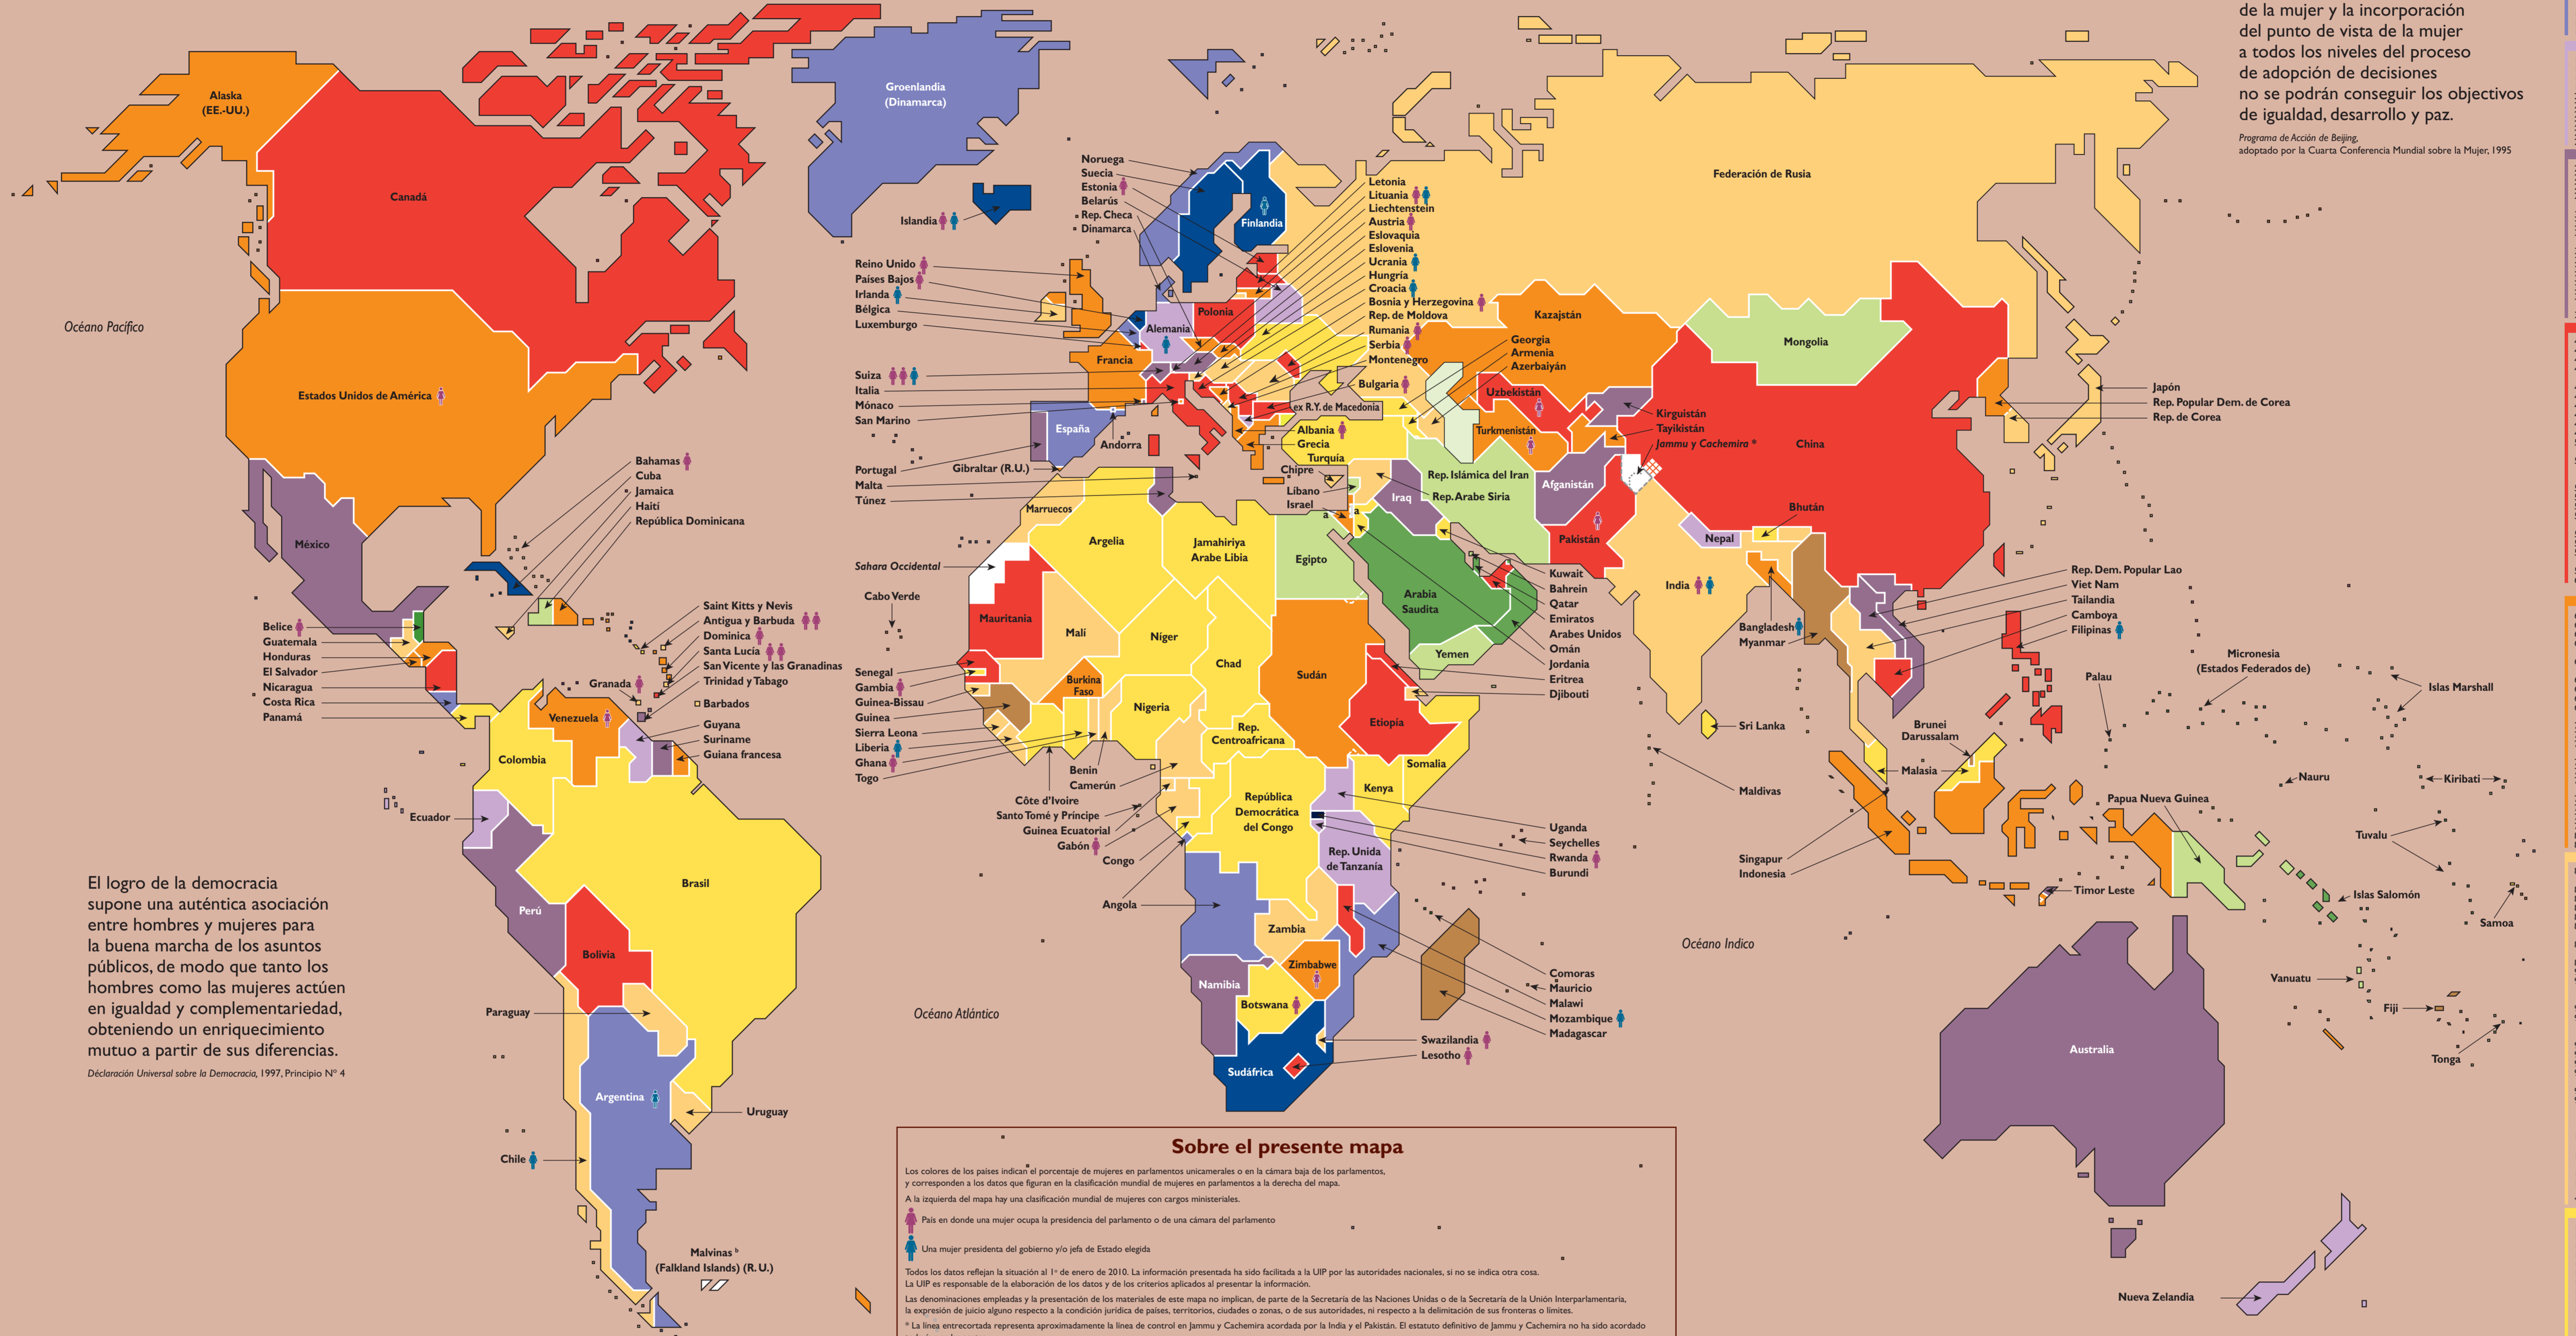 de la mujer y la incorporación
del punto de vista de la mujer
a todos los niveles del proceso
de adopción de decisiones
no se podrán conseguir los objetivos
de igualdad, desarrollo y paz.
Programa de Acción de Beijing,
adoptado por la Cuarta Conferencia Mundial sobre la Mujer, 1995
Alaska
(EE.-UU.)
Canadá
Groenlandia
(Dinamarca)
Federación de Rusia
Océano Pacífico
Estados Unidos de América
México
Islandia
Noruega
Suecia
Estonia
Belarús
Rep. Checa
Dinamarca
Finlandia
Letonia
Lituania
Liechtenstein
Austria
Eslovaquia
Eslovenia
Ucrania
Hungría
Croacia
Bosnia y Herzegovina
Rep. de Moldova
Rumania
Serbia
Montenegro
Bulgaria
ex R.Y. de Macedonia
Albania
Grecia
Turquía
Chipre
Líbano
Israel
a
a
Reino Unido
Países Bajos
Irlanda
Bélgica
Luxemburgo
Suiza
Italia
Mónaco
San Marino
Portugal
Malta
Túnez
Gibraltar (R.U.)
Andorra
España
Francia
Alemania
Polonia
Georgia
Armenia
Azerbaiyán
Kazajstán
Uzbekistán
Turkmenistán
Kirguistán
Tayikistán
Jammu y Cachemira *
Mongolia
China
Japón
Rep. Popular Dem. de Corea
Rep. de Corea
Rep. Islámica del Iran
Rep. Arabe Siria
Iraq
Afganistán
Pakistán
Nepal
Bhután
India
Bangladesh
Myanmar
Sri Lanka
Maldivas
Bahamas
Cuba
Jamaica
Haití
República Dominicana
Saint Kitts y Nevis
Antigua y Barbuda
Dominica
Santa Lucía
San Vicente y las Granadinas
Trinidad y Tabago
Granada
Barbados
Guyana
Suriname
Guiana francesa
Belice
Guatemala
Honduras
El Salvador
Nicaragua
Costa Rica
Panamá
Venezuela
Colombia
Ecuador
Perú
Brasil
Bolivia
Paraguay
Argentina
Uruguay
Chile
Malvinas b
(Falkland Islands) (R. U.)
Marruecos
Sahara Occidental
Cabo Verde
Argelia
Jamahiriya
Arabe Libia
Egipto
Mauritania
Malí
Níger
Chad
Sudán
Burkina
Faso
Nigeria
Rep.
Centroafricana
Etiopía
Somalia
Kenya
República
Democrática
del Congo
Rep. Unida
de Tanzanía
Senegal
Gambia
Guinea-Bissau
Guinea
Sierra Leona
Liberia
Ghana
Togo
Benin
Camerún
Côte d'Ivoire
Santo Tomé y Príncipe
Guinea Ecuatorial
Gabón
Congo
Angola
Zambia
Zimbabwe
Namibia
Botswana
Sudáfrica
Swazilandia
Lesotho
Arabia
Saudita
Yemen
Kuwait
Bahrein
Qatar
Emiratos
Arabes Unidos
Omán
Jordania
Eritrea
Djibouti
Uganda
Seychelles
Rwanda
Burundi
Comoras
Mauricio
Malawi
Mozambique
Madagascar
Rep. Dem. Popular Lao
Viet Nam
Tailandia
Camboya
Filipinas
Micronesia
(Estados Federados de)
Palau
Islas Marshall
Brunei
Darussalam
Malasia
Singapur
Indonesia
Papua Nueva Guinea
Timor Leste
Nauru
Kiribati
Tuvalu
Islas Salomón
Samoa
Vanuatu
Fiji
Tonga
Australia
Nueva Zelandia
Océano Indico
Océano Atlántico
El logro de la democracia
supone una auténtica asociación
entre hombres y mujeres para
la buena marcha de los asuntos
públicos, de modo que tanto los
hombres como las mujeres actúen
en igualdad y complementariedad,
obteniendo un enriquecimiento
mutuo a partir de sus diferencias.
Déclaración Universal sobre la Democracia, 1997, Principio N° 4
Sobre el presente mapa
Los colores de los países indican el porcentaje de mujeres en parlamentos unicamerales o en la cámara baja de los parlamentos,
y corresponden a los datos que figuran en la clasificación mundial de mujeres en parlamentos a la derecha del mapa.
A la izquierda del mapa hay una clasificación mundial de mujeres con cargos ministeriales.
País en donde una mujer ocupa la presidencia del parlamento o de una cámara del parlamento
Una mujer presidenta del gobierno y/o jefa de Estado elegida
Todos los datos reflejan la situación al 1º de enero de 2010. La información presentada ha sido facilitada a la UIP por las autoridades nacionales, si no se indica otra cosa.
La UIP es responsable de la elaboración de los datos y de los criterios aplicados al presentar la información.
Las denominaciones empleadas y la presentación de los materiales de este mapa no implican, de parte de la Secretaría de las Naciones Unidas o de la Secretaría de la Unión Interparlamentaria,
la expresión de juicio alguno respecto a la condición jurídica de países, territorios, ciudades o zonas, o de sus autoridades, ni respecto a la delimitación de sus fronteras o límites.
* La línea entrecortada representa aproximadamente la línea de control en Jammu y Cachemira acordada por la India y el Pakistán. El estatuto definitivo de Jammu y Cachemira no ha sido acordado